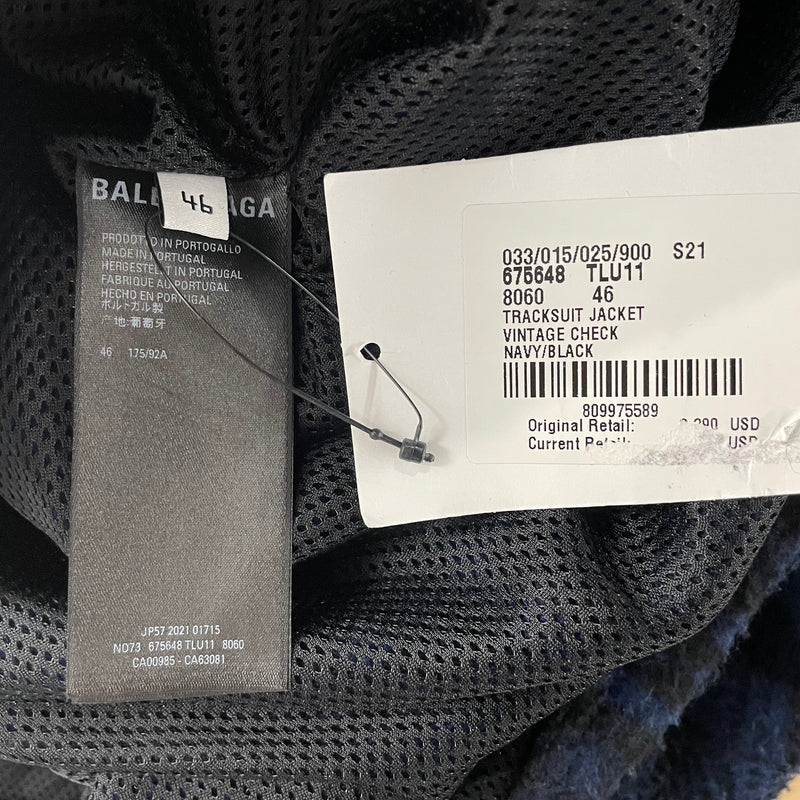 BALE AGA
46
PRODOTTO IN PORTOGALLO
MADE IN PORTUGAL
HERGESTELLT IN PORTUGAL
FABRIQUÉ AU PORTUGAL
HECHO EN PORTUGAL
ポルトガル製
产地:葡萄牙
46 175/92A
JP57 2021 01715
NO73 675648 TLU11 8060
CA00985 - CA63081
033/015/025/900 S21
675648 TLU11
8060 46
TRACKSUIT JACKET
VINTAGE CHECK
NAVY/BLACK
809975589
Original Retail: USD
Current Retail: USD